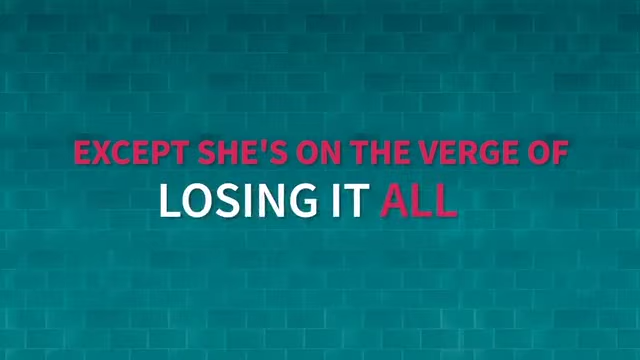 EXCEPT SHE'S ON THE VERGE OF
LOSING IT ALL